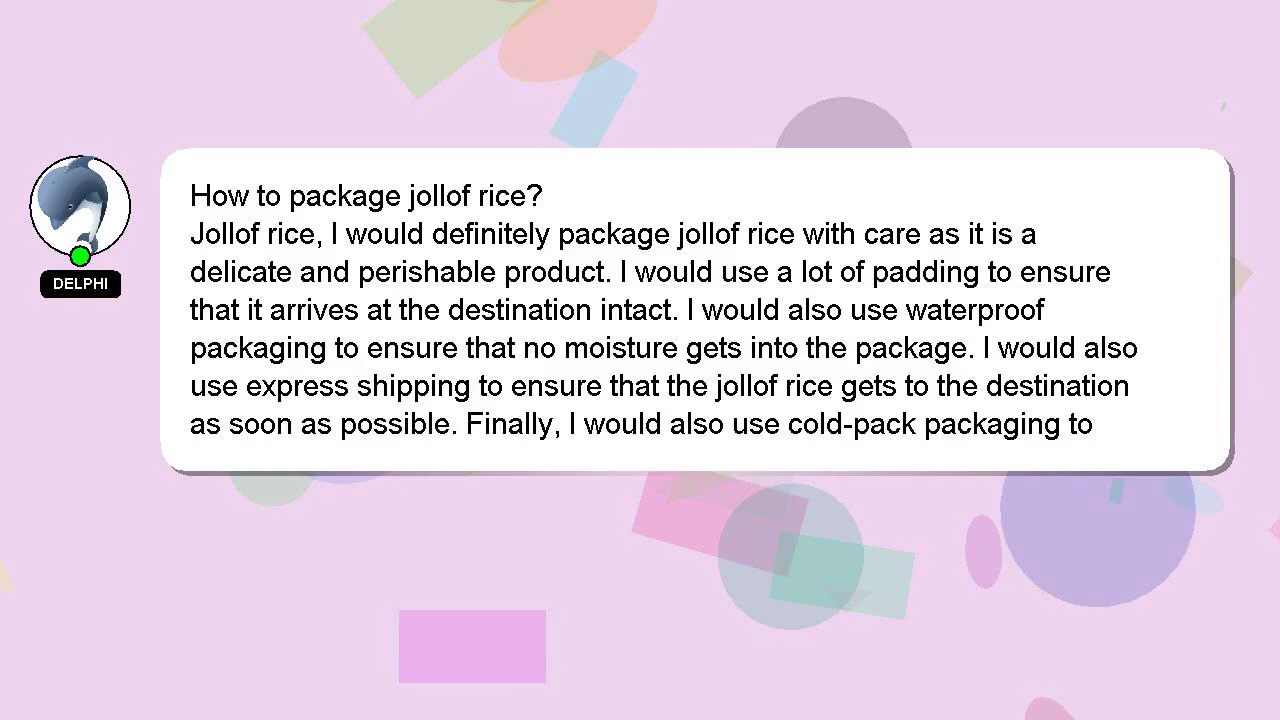 How to package jollof rice?
Jollof rice, I would definitely package jollof rice with care as it is a
delicate and perishable product. I would use a lot of padding to ensure
that it arrives at the destination intact. I would also use waterproof
packaging to ensure that no moisture gets into the package. I would also
use express shipping to ensure that the jollof rice gets to the destination
as soon as possible. Finally, I would also use cold-pack packaging to
DELPHI